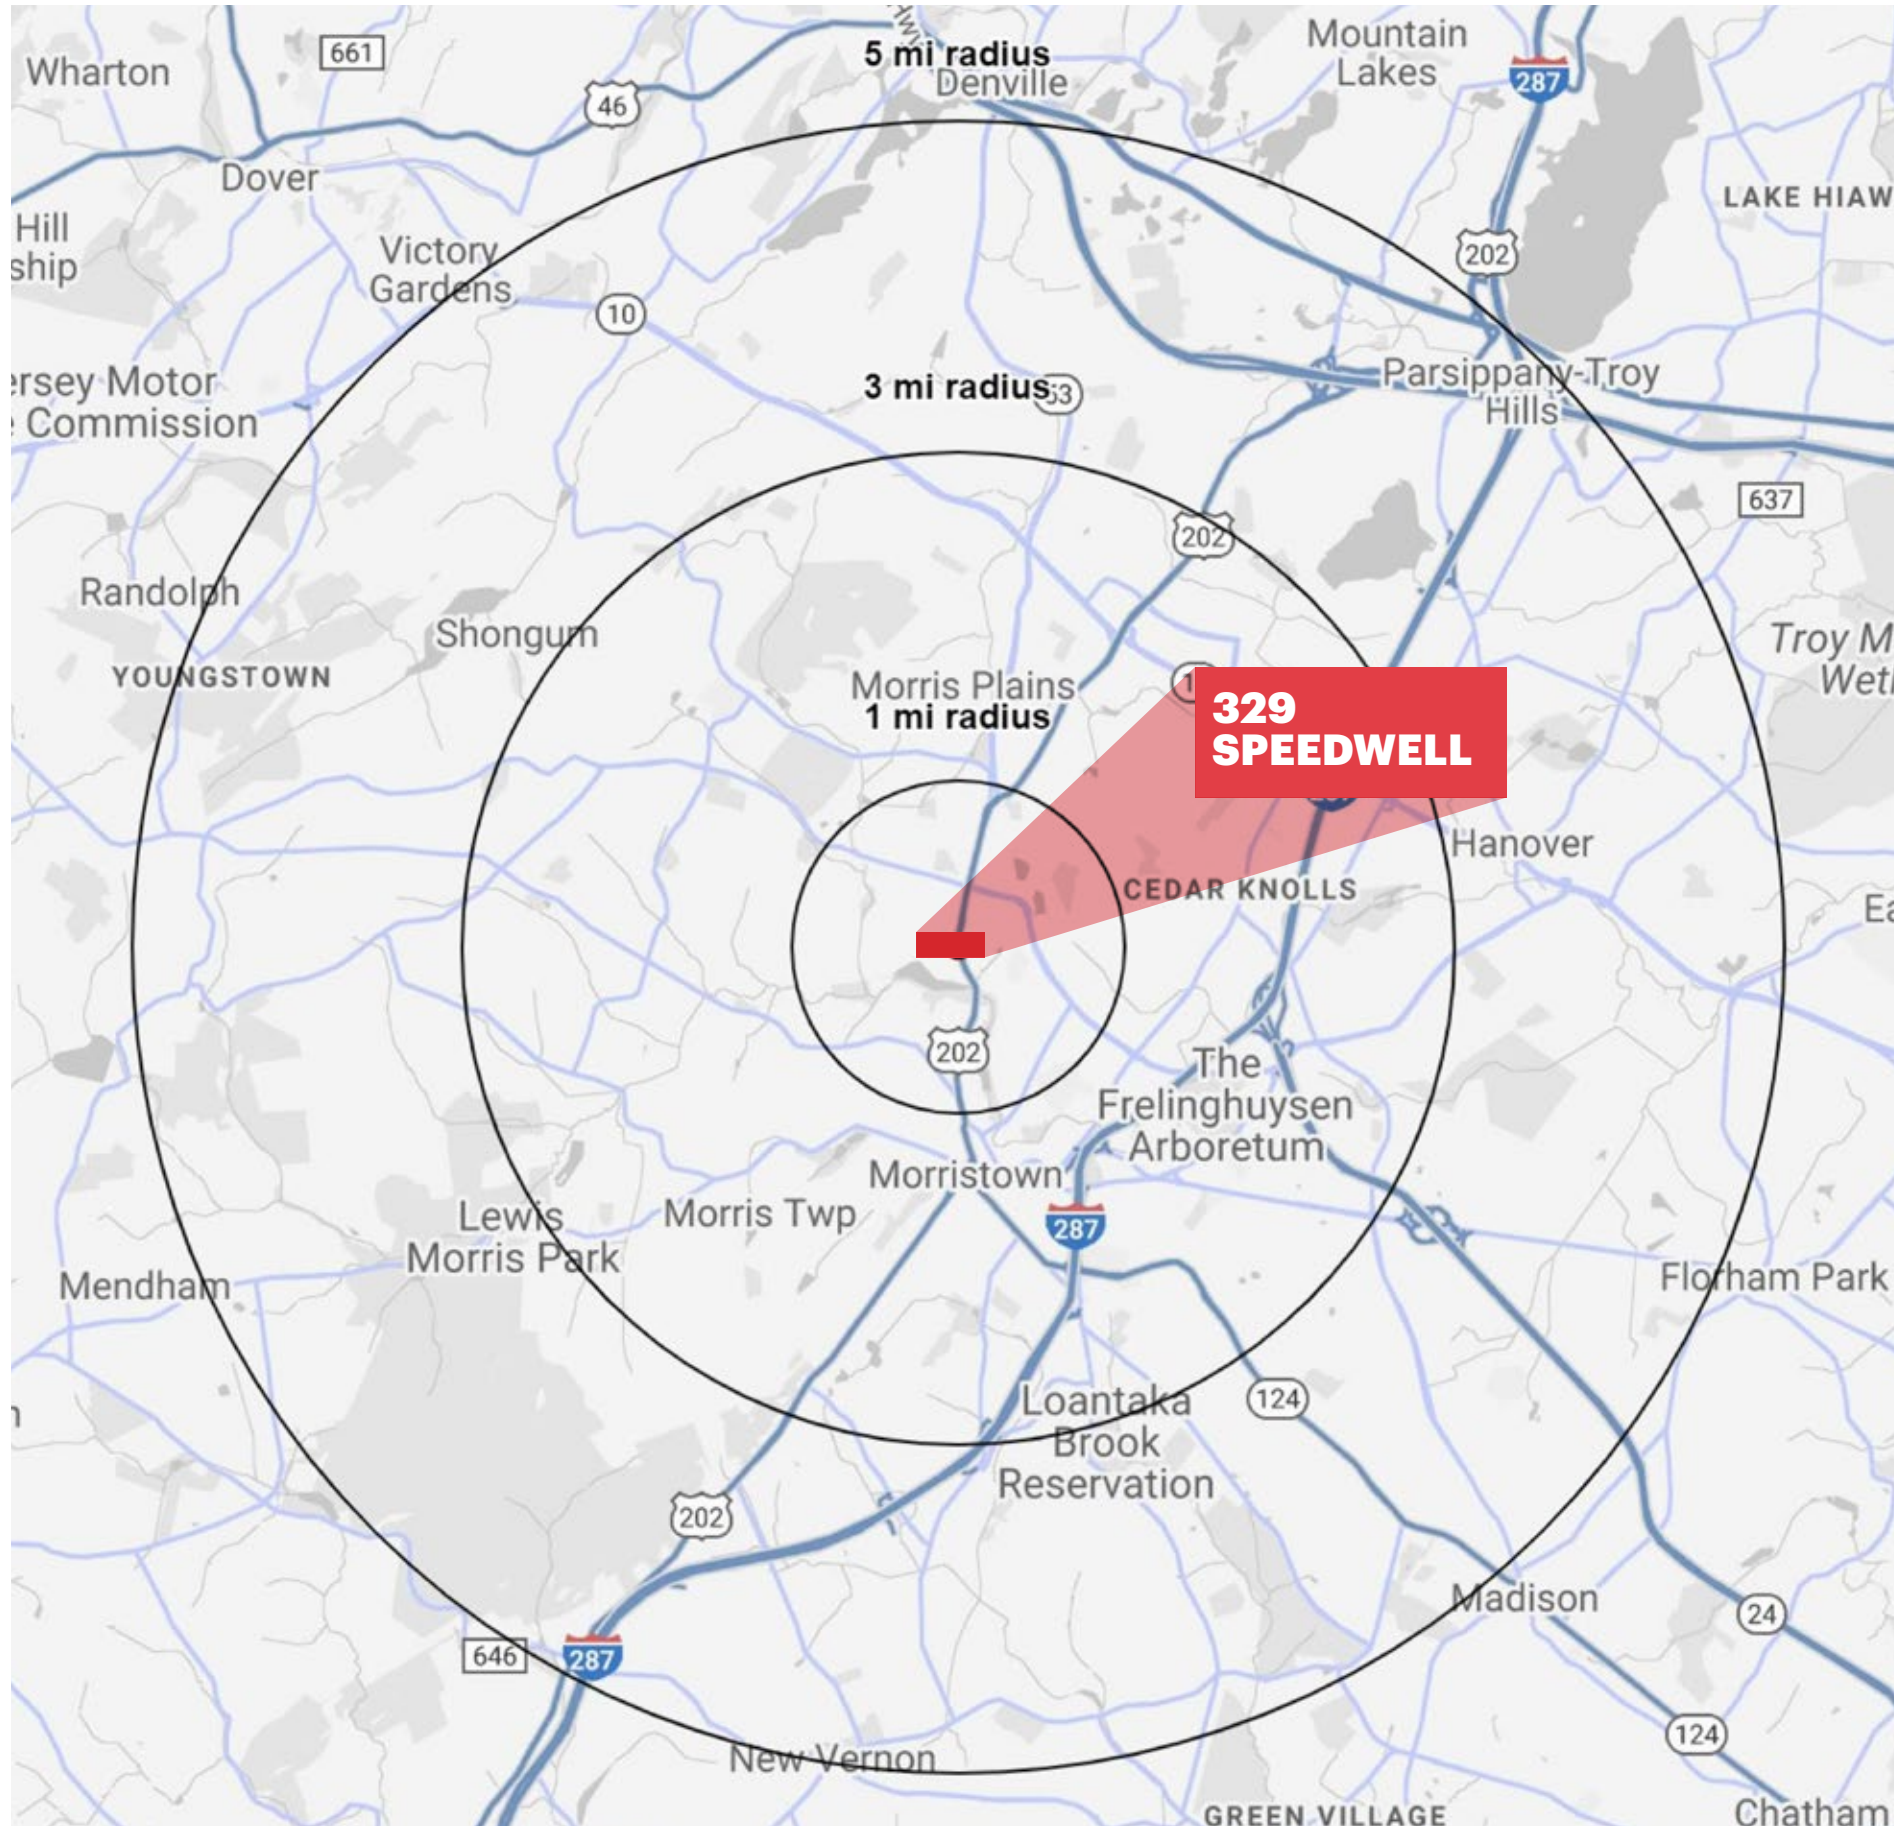 Mountain
Lakes
661
5 mi radius
Denville
Wharton
287
46
Dover
LAKE HIAW
Hill
ship
Victory
Gardens
202
10
ersey Motor
Commission
3 mi radius
53
Parsippany-Troy
Hills
637
202
Randolph
Shongum
Troy M
Wetl
YOUNGSTOWN
Morris Plains
1 mi radius
329
SPEEDWELL
Hanover
CEDAR KNOLLS
Ea
202
The
Frelinghuysen
Arboretum
Morristown
Lewis
Morris Park
Morris Twp
287
Mendham
Florham Park
Loantaka
Brook
Reservation
124
202
Madison
24
646
287
124
New Vernon
GREEN VILLAGE
Chatham